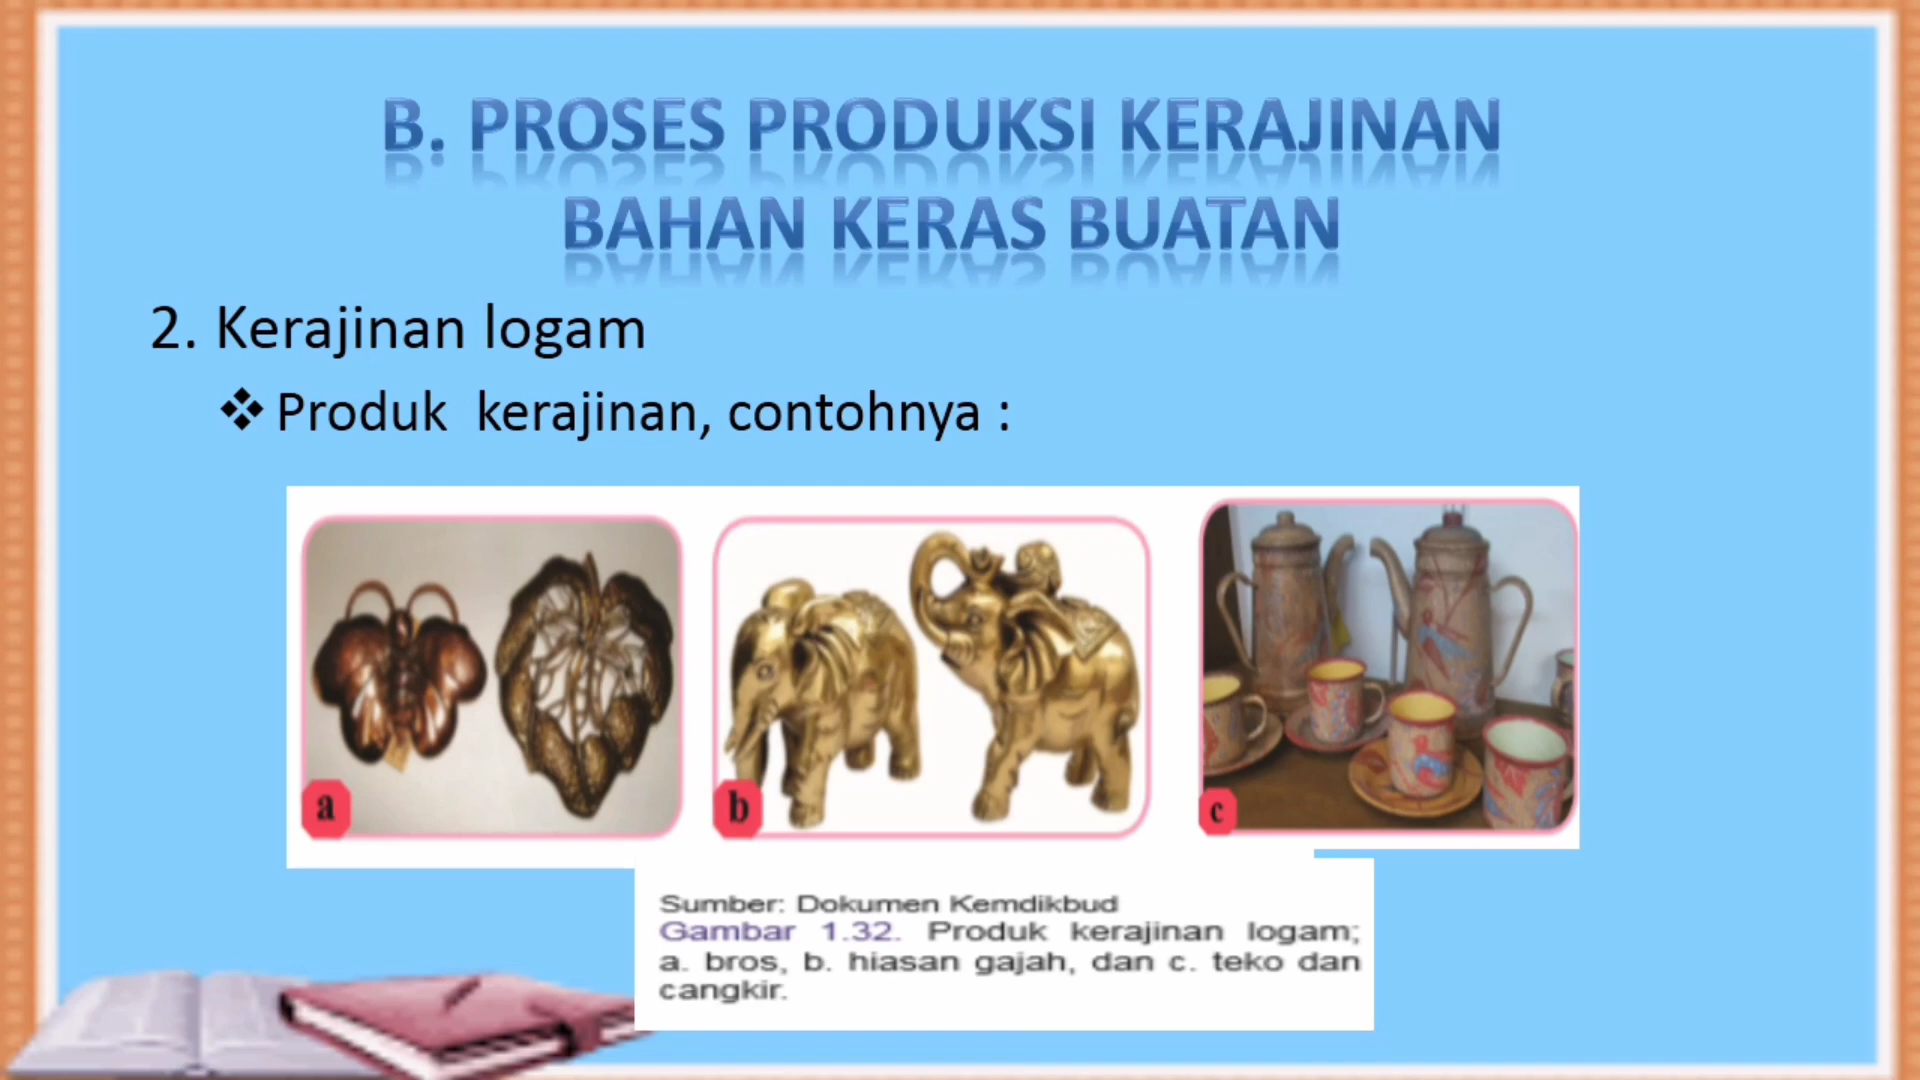 B. PROSES PRODUKSI KERAJINAN
BAHAN KERAS BUATAN
2. Kerajinan logam
❖ Produk kerajinan, contohnya :
a
b
c
Sumber: Dokumen Kemdikbud
Gambar 1.32. Produk kerajinan logam;
a. bros, b. hiasan gajah, dan c. teko dan
cangkir.